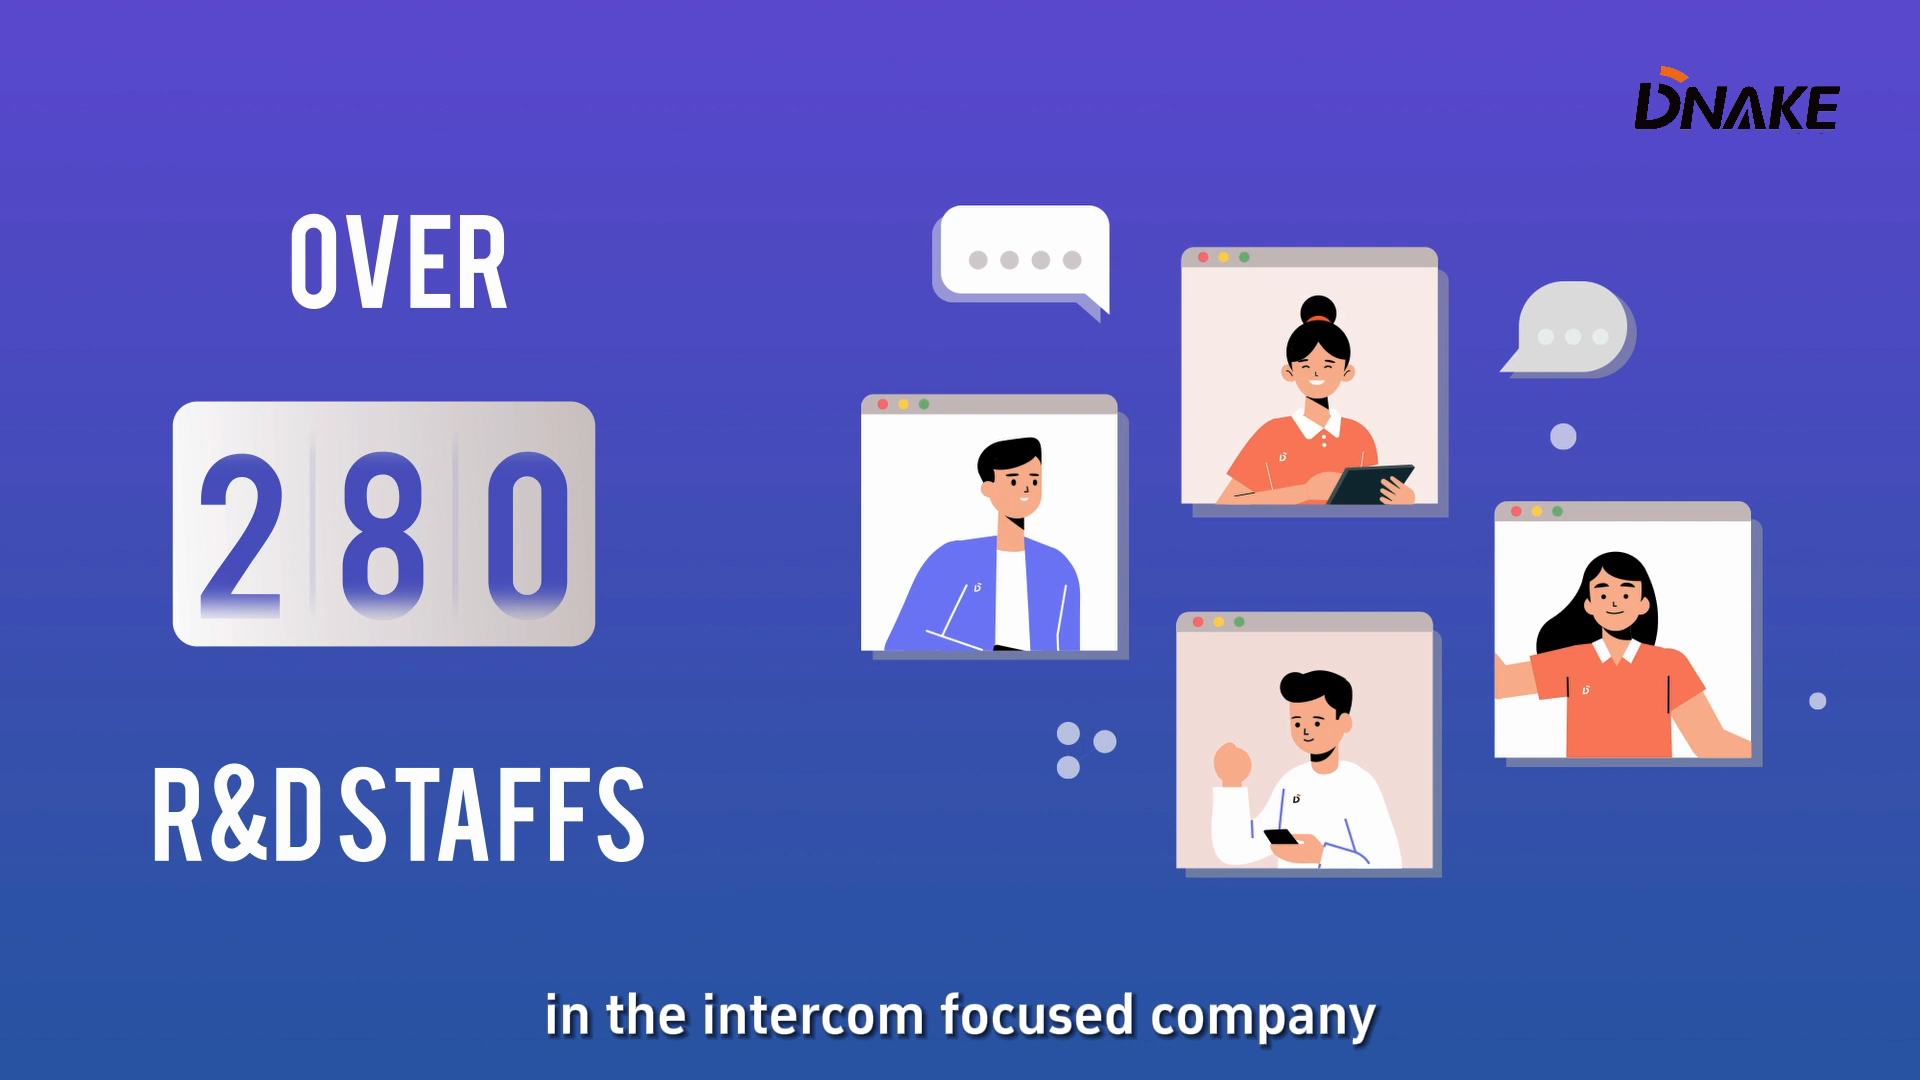 DNAKE
OVER
280
R&D STAFFS
in the intercom focused company